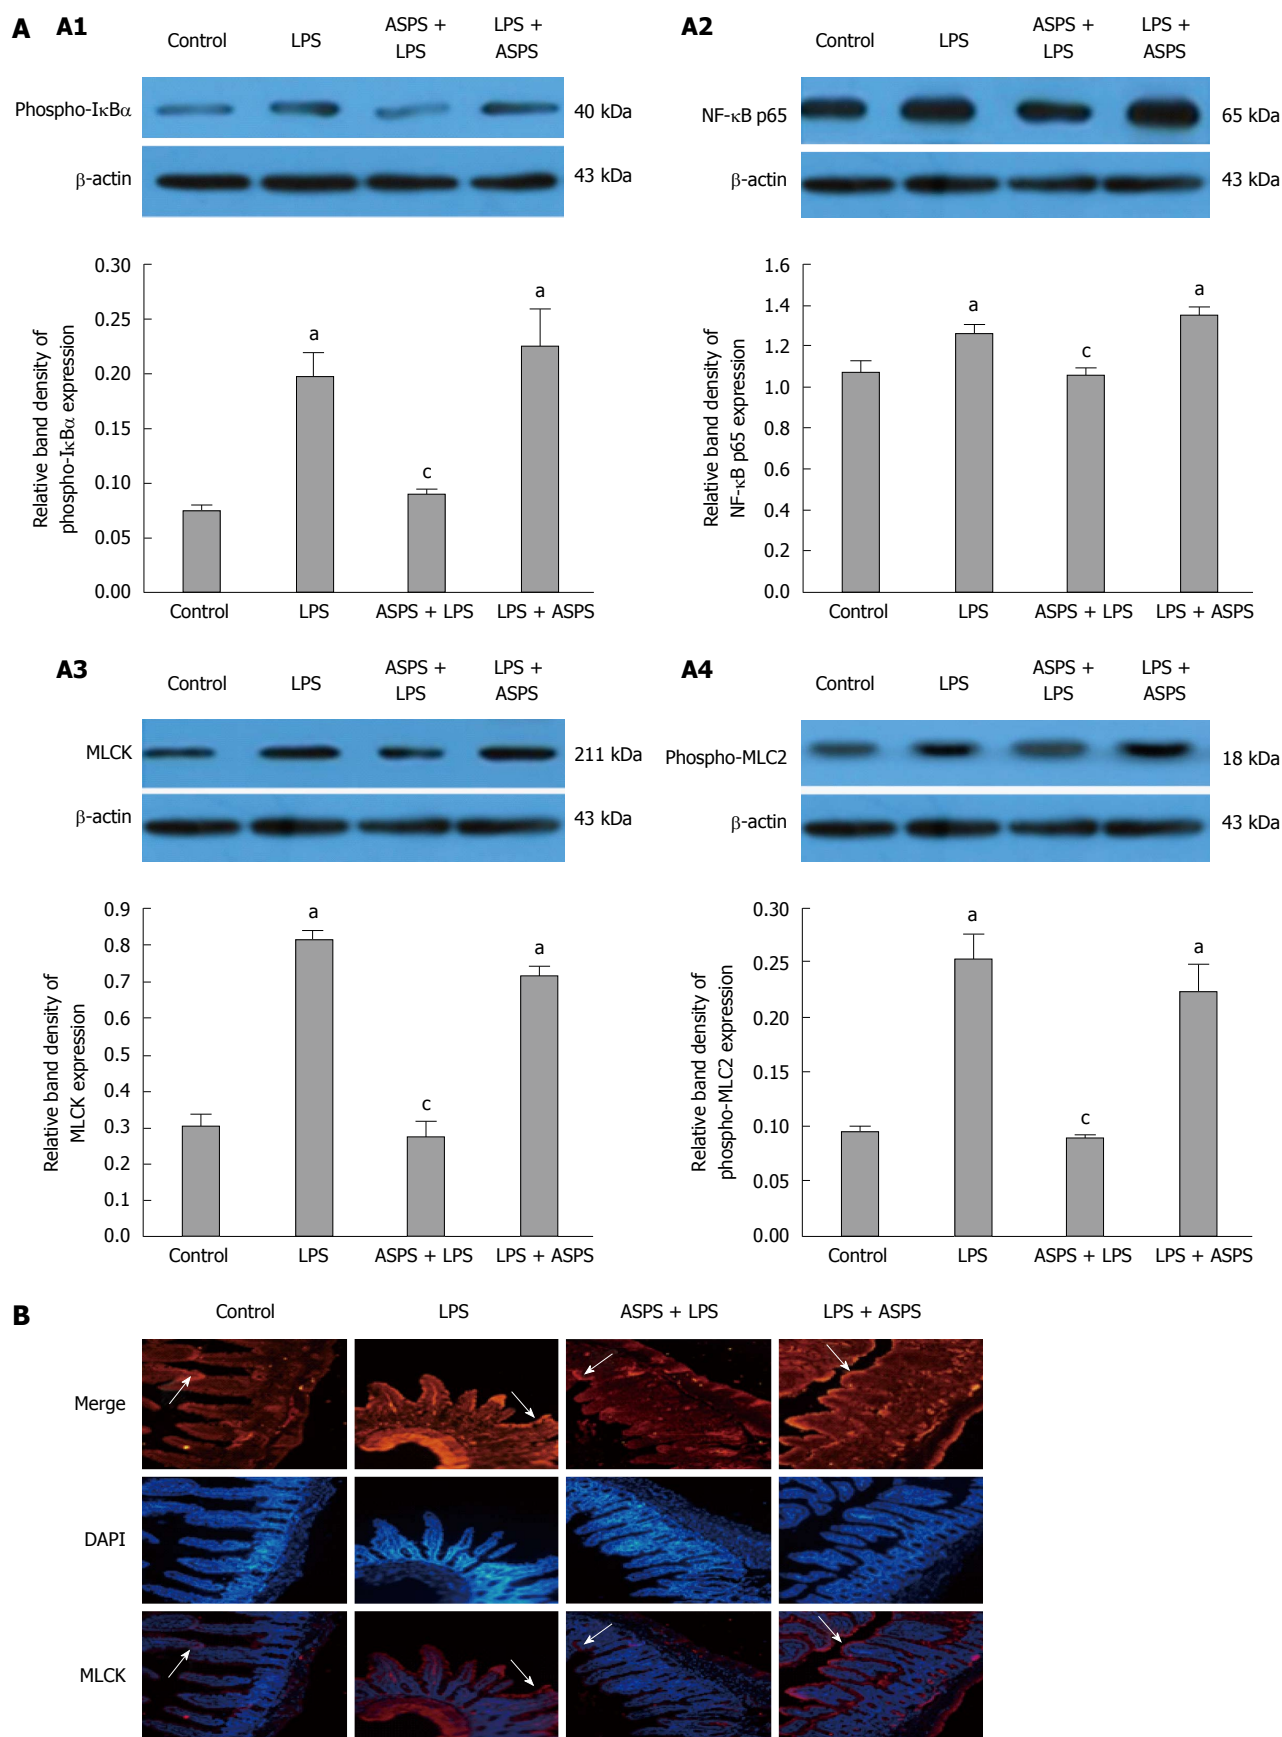 A A1
Control LPS ASPS + LPS LPS + ASPS
Phospho-IκBα 40 kDa
β-actin 43 kDa
Relative band density of
phospho-IκBα expression
0.30
0.25
0.20
0.15
0.10
0.05
0.00
a
c
a
Control LPS ASPS + LPS LPS + ASPS
A2
Control LPS ASPS + LPS LPS + ASPS
NF-κB p65 65 kDa
β-actin 43 kDa
Relative band density of
NF-κB p65 expression
1.6
1.4
1.2
1.0
0.8
0.6
0.4
0.2
0.0
a
c
a
Control LPS ASPS + LPS LPS + ASPS
A3
Control LPS ASPS + LPS LPS + ASPS
MLCK 211 kDa
β-actin 43 kDa
Relative band density of
MLCK expression
0.9
0.8
0.7
0.6
0.5
0.4
0.3
0.2
0.1
0.0
a
c
a
Control LPS ASPS + LPS LPS + ASPS
A4
Control LPS ASPS + LPS LPS + ASPS
Phospho-MLC2 18 kDa
β-actin 43 kDa
Relative band density of
phospho-MLC2 expression
0.30
0.25
0.20
0.15
0.10
0.05
0.00
a
c
a
Control LPS ASPS + LPS LPS + ASPS
B
Control LPS ASPS + LPS LPS + ASPS
Merge
DAPI
MLCK